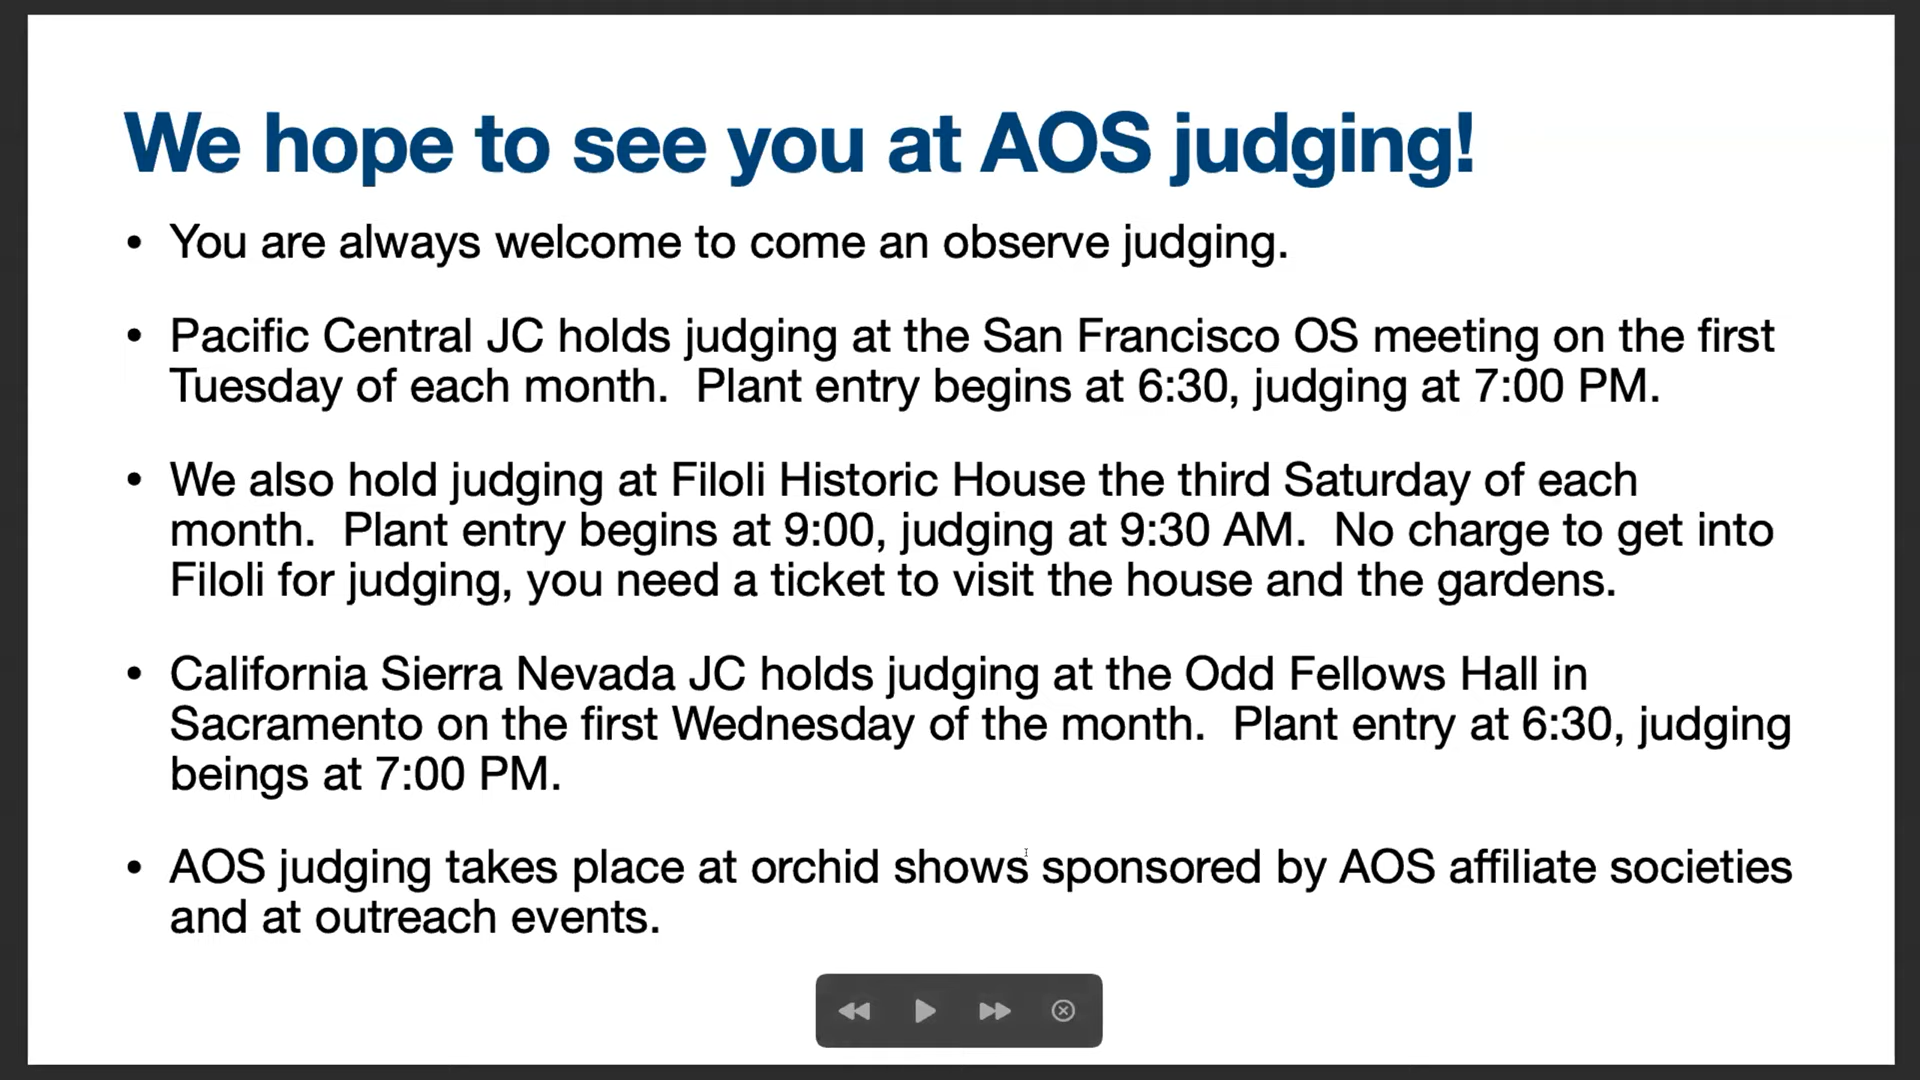 We hope to see you at AOS judging!
• You are always welcome to come an observe judging.
• Pacific Central JC holds judging at the San Francisco OS meeting on the first
Tuesday of each month.  Plant entry begins at 6:30, judging at 7:00 PM.
• We also hold judging at Filoli Historic House the third Saturday of each
month.  Plant entry begins at 9:00, judging at 9:30 AM.  No charge to get into
Filoli for judging, you need a ticket to visit the house and the gardens.
• California Sierra Nevada JC holds judging at the Odd Fellows Hall in
Sacramento on the first Wednesday of the month.  Plant entry at 6:30, judging
beings at 7:00 PM.
• AOS judging takes place at orchid shows sponsored by AOS affiliate societies
and at outreach events.